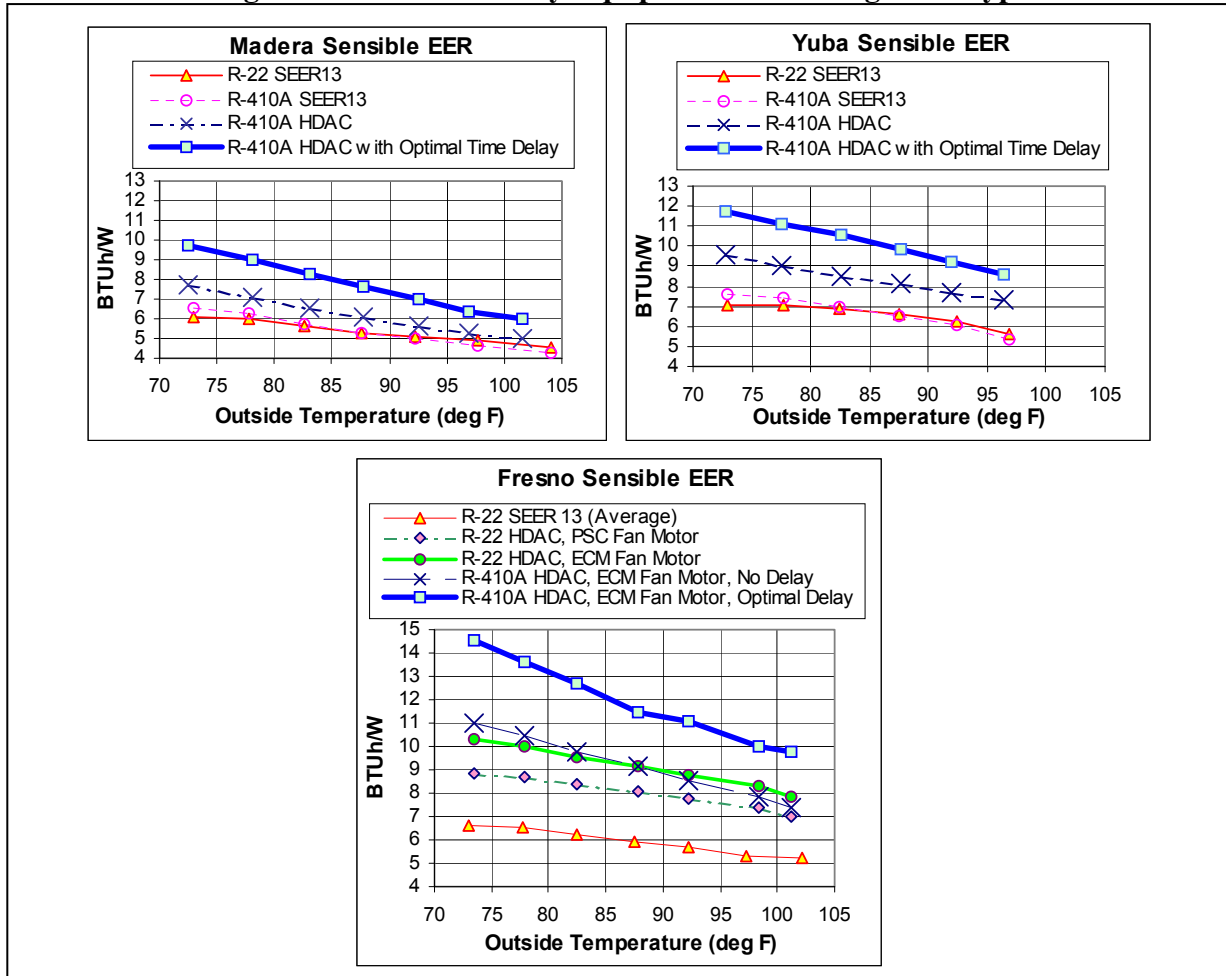 Madera Sensible EER
R-22 SEER13
R-410A SEER13
R-410A HDAC
R-410A HDAC with Optimal Time Delay
13
12
11
10
9
8
7
6
5
4
BTUh/W
70 75 80 85 90 95 100 105
Outside Temperature (deg F)
Yuba Sensible EER
R-22 SEER13
R-410A SEER13
R-410A HDAC
R-410A HDAC with Optimal Time Delay
13
12
11
10
9
8
7
6
5
4
BTUh/W
70 75 80 85 90 95 100 105
Outside Temperature (deg F)
Fresno Sensible EER
R-22 SEER 13 (Average)
R-22 HDAC, PSC Fan Motor
R-22 HDAC, ECM Fan Motor
R-410A HDAC, ECM Fan Motor, No Delay
R-410A HDAC, ECM Fan Motor, Optimal Delay
15
14
13
12
11
10
9
8
7
6
5
4
BTUh/W
70 75 80 85 90 95 100 105
Outside Temperature (deg F)